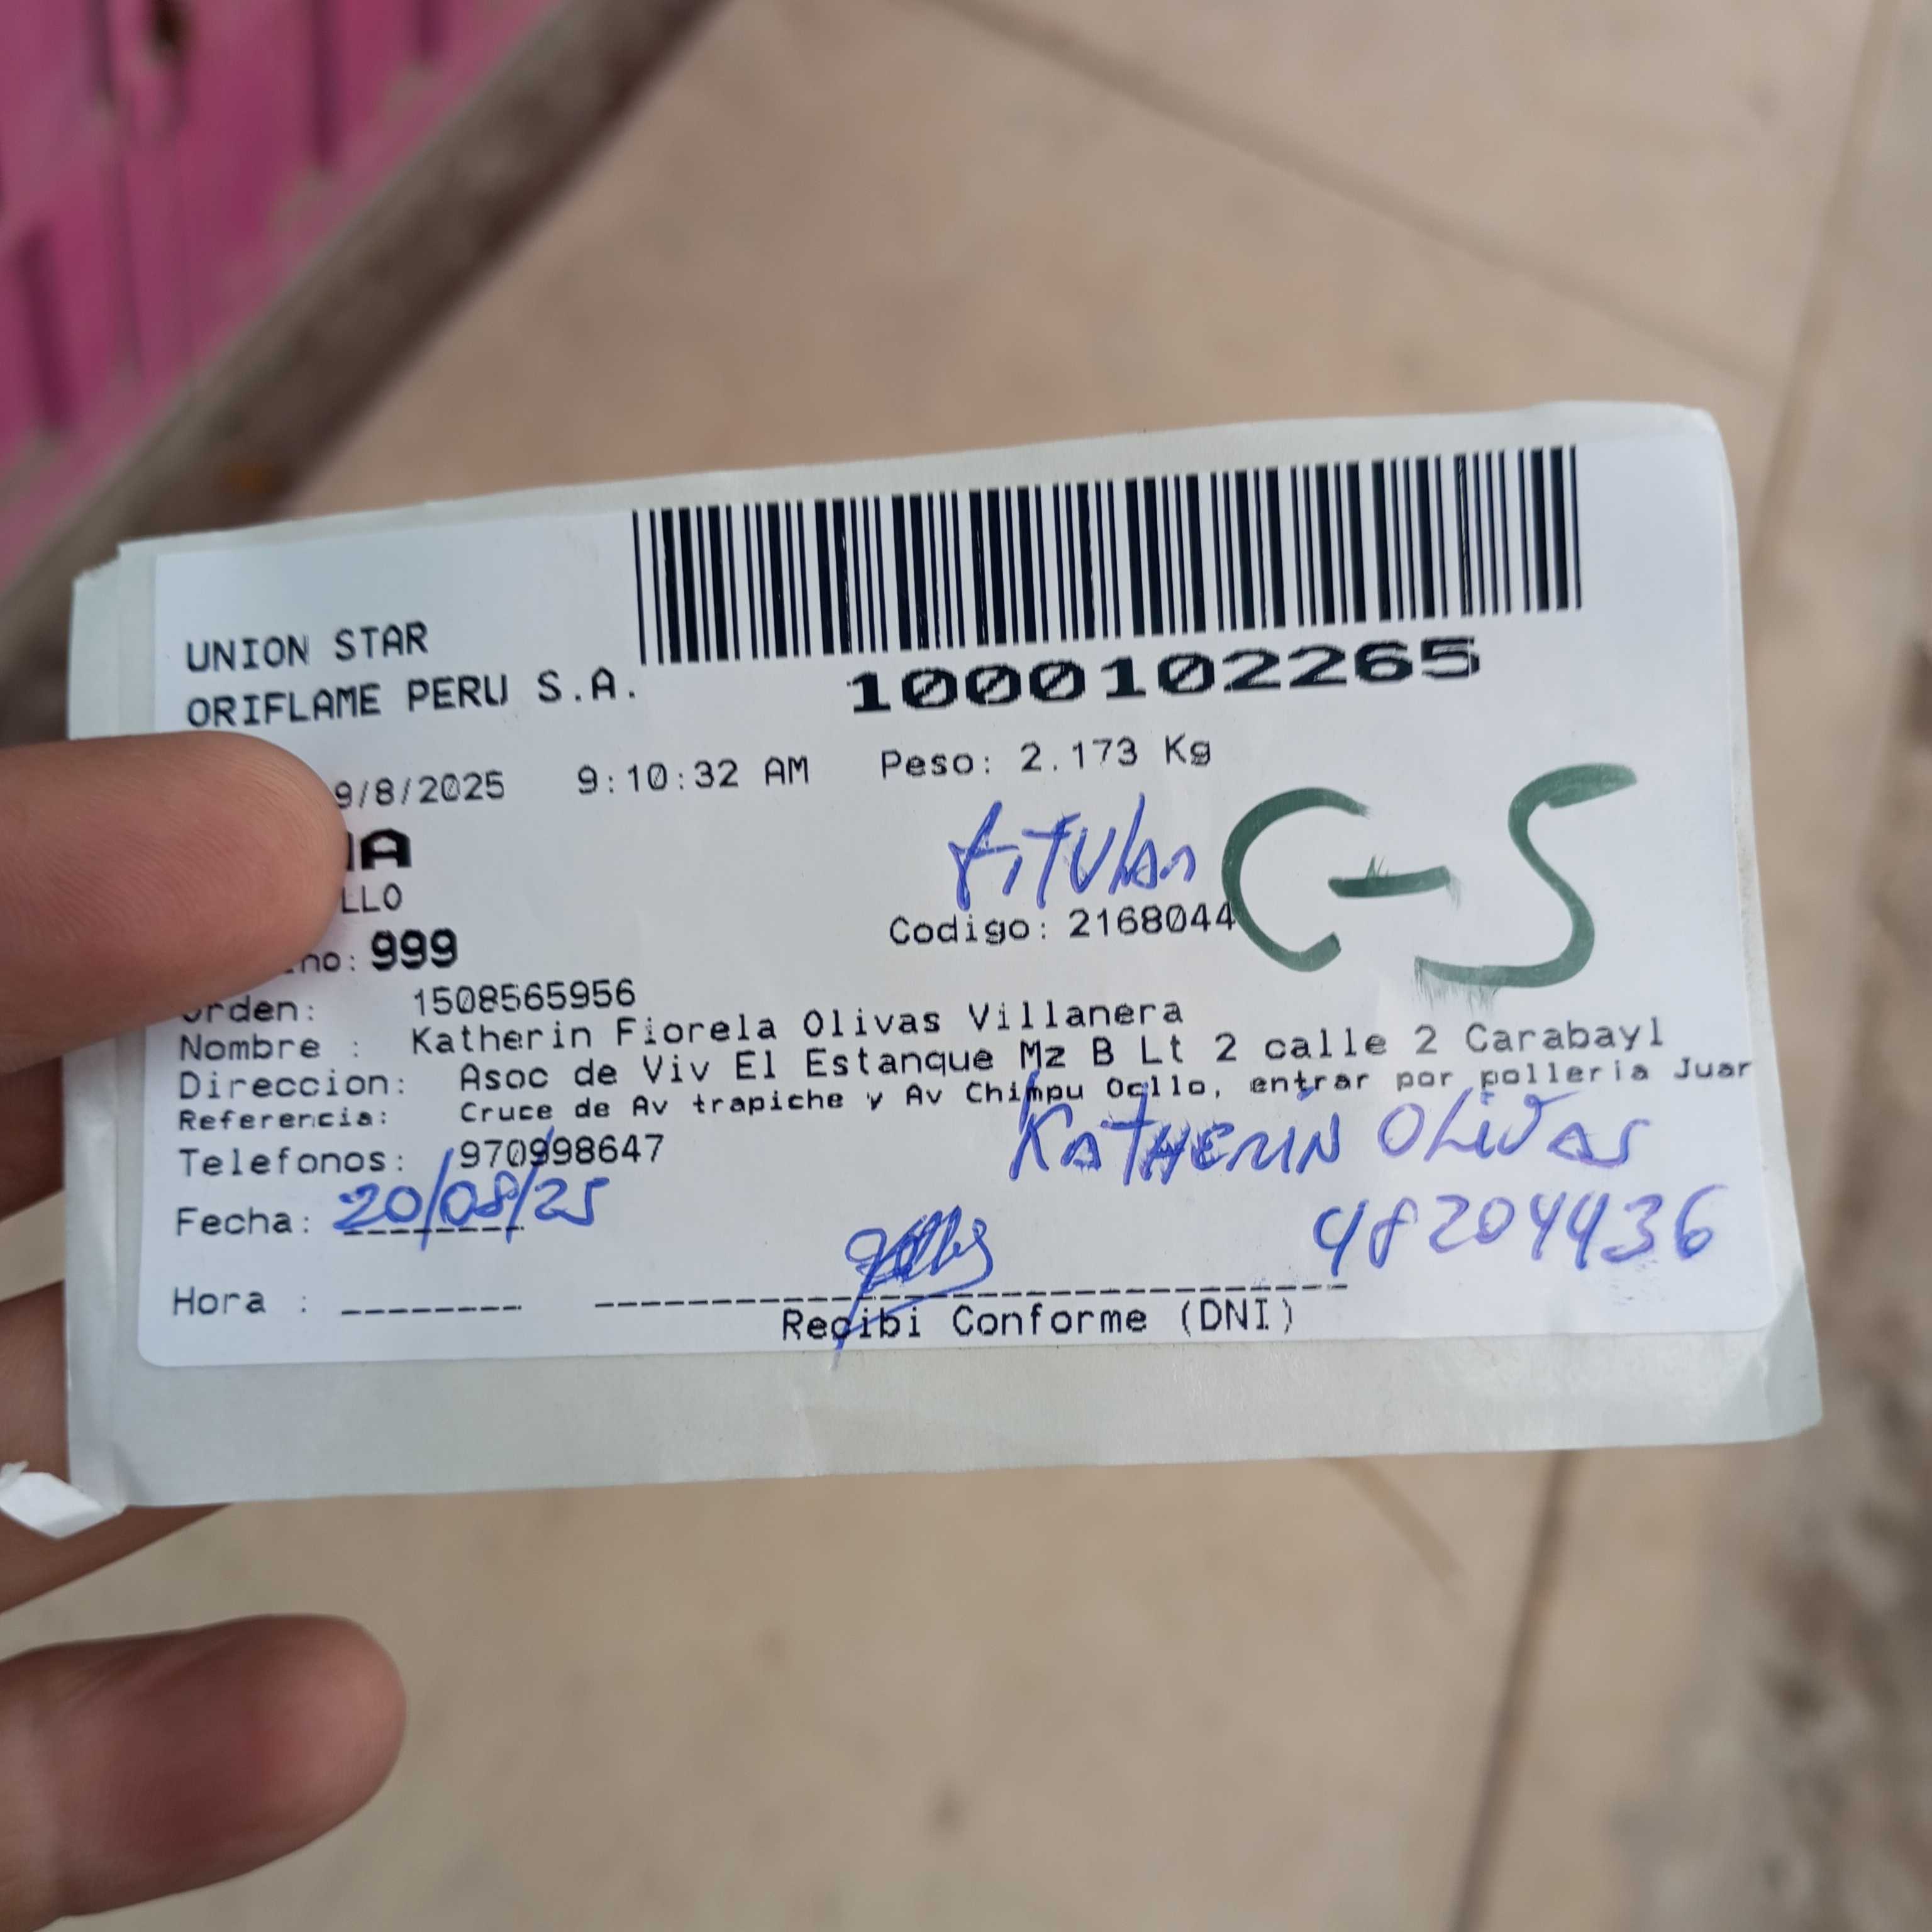 UNION STAR
ORIFLAME PERU S.A.
1000102265
9/8/2025 9:10:32 AM Peso: 2.173 Kg
A
titular
C-S
LLO
Codigo: 2168044
no: 999
orden: 1508565956
Nombre : Katherin Fiorela Olivas Villanera
Direccion: Asoc de Viv El Estanque Mz B Lt 2 calle 2 Carabayl
Referencia: Cruce de Av trapiche y Av Chimpu Ocllo, entrar por polleria Juar
Telefonos: 970998647
KATHERIN OLIVAS
Fecha: 20/08/25
48204436
Hora :
Recibi Conforme (DNI)